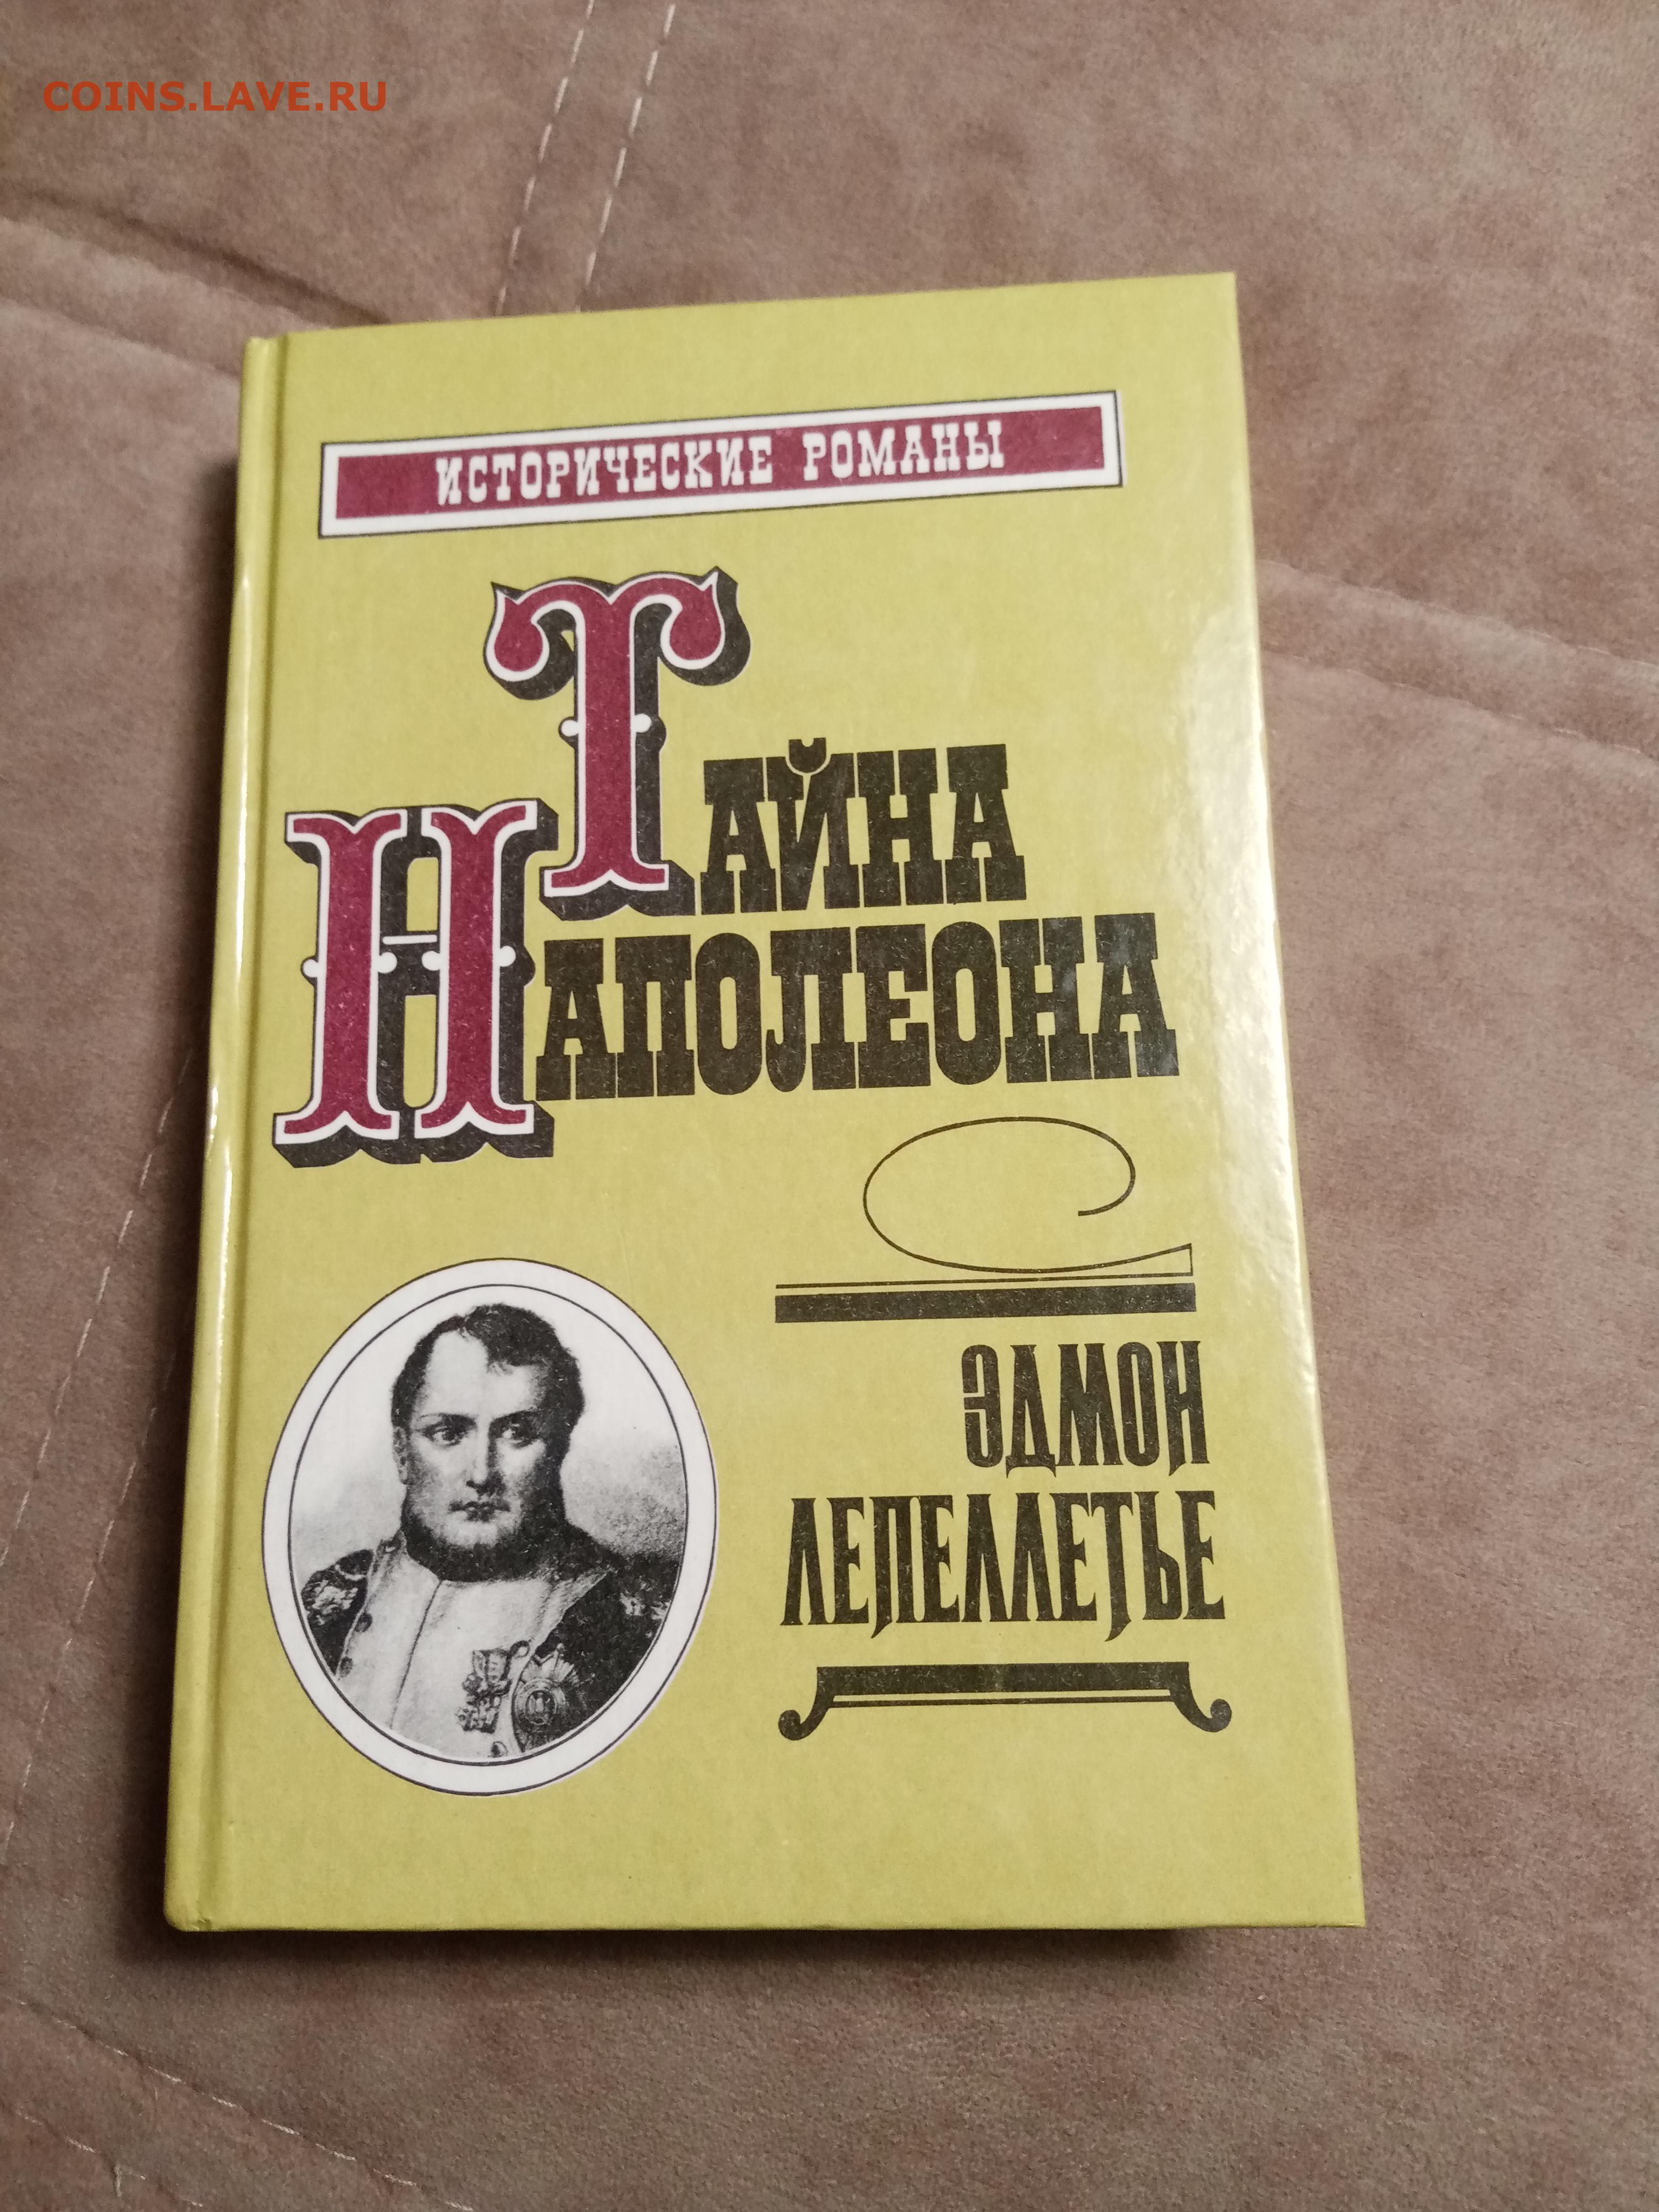 COINS.LAVE.RU
ИСТОРИЧЕСКИЕ РОМАНЫ
ТАЙНА
НАПОЛЕОНА
ЭДМОН
ЛЕПЕЛЛЕТЬЕ